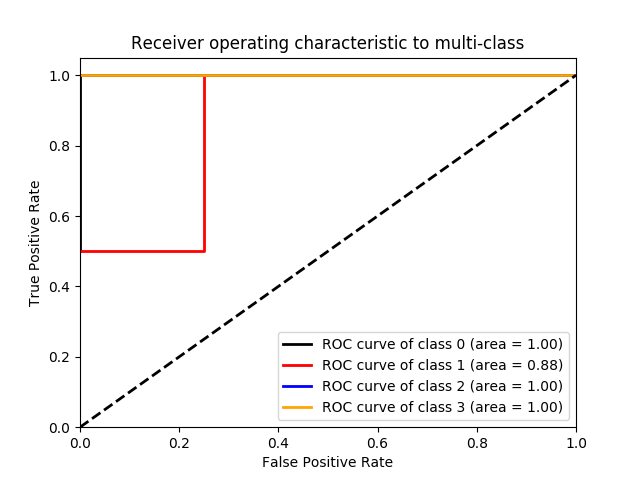 Receiver operating characteristic to multi-class
1.0
0.8
0.6
0.4
0.2
0.0
True Positive Rate
ROC curve of class 0 (area = 1.00)
ROC curve of class 1 (area = 0.88)
ROC curve of class 2 (area = 1.00)
ROC curve of class 3 (area = 1.00)
0.0 0.2 0.4 0.6 0.8 1.0
False Positive Rate